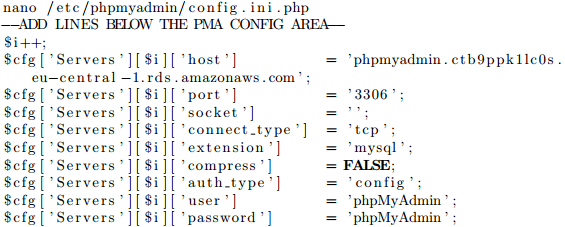 nano /etc/phpmyadmin/config.ini.php
——ADD LINES BELOW THE PMA CONFIG AREA——
$i++;
$cfg['Servers'][$i]['host'] = 'phpmyadmin.ctb9ppk1lc0s.
eu-central-1.rds.amazonaws.com';
$cfg['Servers'][$i]['port'] = '3306';
$cfg['Servers'][$i]['socket'] = '';
$cfg['Servers'][$i]['connect_type'] = 'tcp';
$cfg['Servers'][$i]['extension'] = 'mysql';
$cfg['Servers'][$i]['compress'] = FALSE;
$cfg['Servers'][$i]['auth_type'] = 'config';
$cfg['Servers'][$i]['user'] = 'phpMyAdmin';
$cfg['Servers'][$i]['password'] = 'phpMyAdmin';